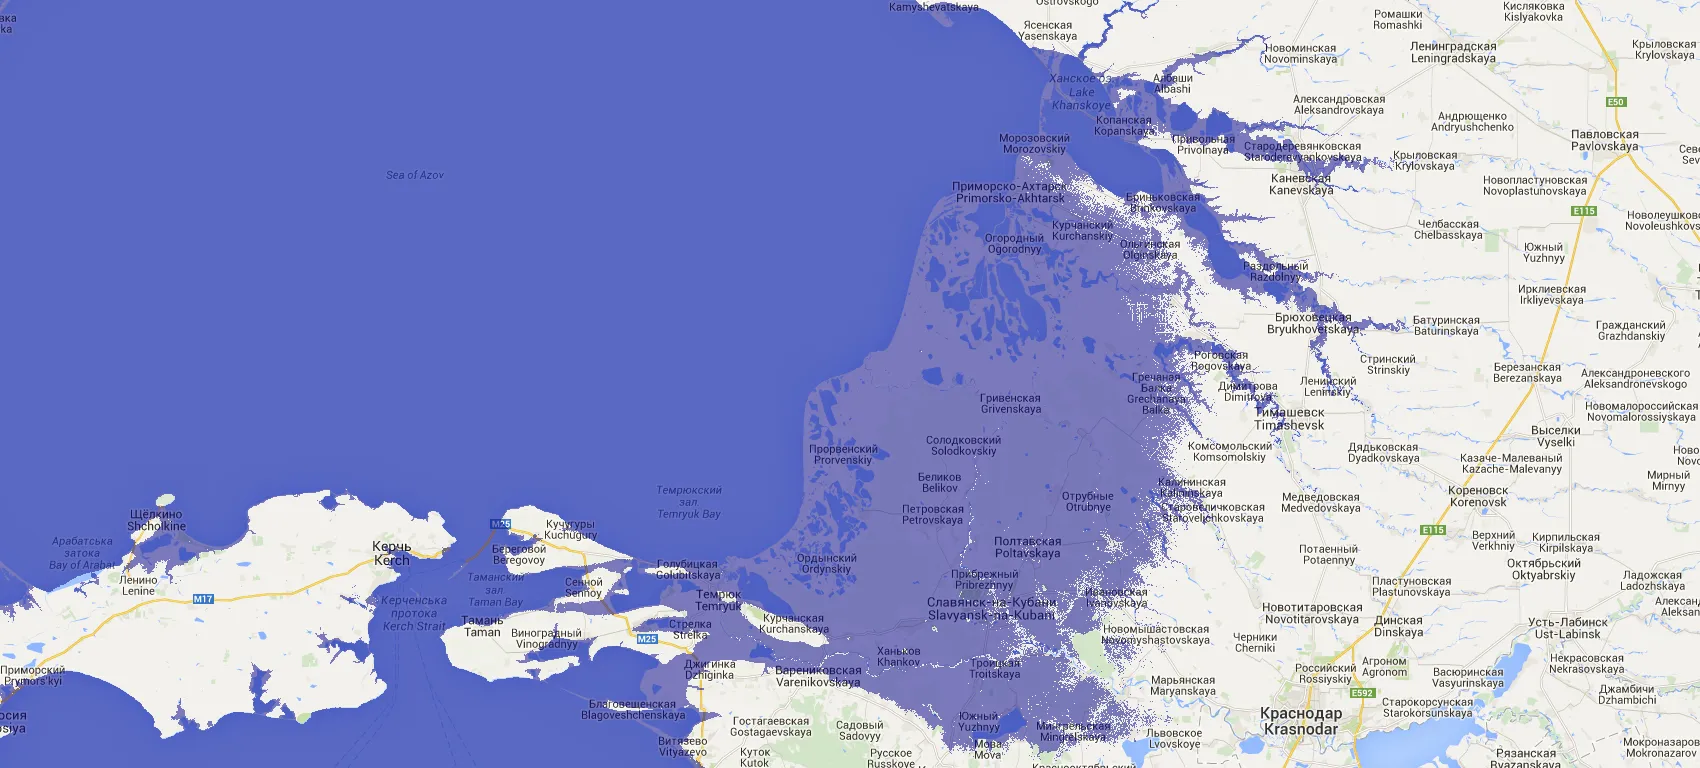 Kamyshevatskaya
Ostrovskogo
Ясенская
Yasenskaya
Ромашки
Romashki
Кисляковка
Kislyakovka
Новоминская
Novominskaya
Ленинградская
Leningradskaya
Крыловская
Krylovskaya
Ханское оз.
Lake
Khanskoye
Албаши
Albashi
Александровская
Aleksandrovskaya
E50
Андрющенко
Andryushchenko
Копанская
Kopanskaya
Павловская
Pavlovskaya
Морозовский
Morozovskiy
Привольная
Privolnaya
Стародеревянковская
Staroderevyankovskaya
Крыловская
Krylovskaya
Sea of Azov
Каневская
Kanevskaya
Новопластуновская
Novoplastunovskaya
Приморско-Ахтарск
Primorsko-Akhtarsk
Бриньковская
Brinkovskaya
E115
Новолеушков
Novoleushkov
Курчанский
Kurchanskiy
Челбасская
Chelbasskaya
Огородный
Ogorodnyy
Ольгинская
Olginskaya
Южный
Yuzhnyy
Раздольный
Razdolnyy
Ирклиевская
Irkliyevskaya
Брюховецкая
Bryukhovetskaya
Батуринская
Baturinskaya
Гражданский
Grazhdanskiy
Роговская
Rogovskaya
Стринский
Strinskiy
Березанская
Berezanskaya
Александроневского
Aleksandronevskogo
Гречаная
Балка
Grechanaya
Balka
Димитрова
Dimitrova
Ленинский
Leninskiy
Гривенская
Grivenskaya
Тимашевск
Timashevsk
Новомалороссийская
Novomalorossiyskaya
Выселки
Vyselki
Солодковский
Solodkovskiy
Прорвенский
Prorvenskiy
Комсомольский
Komsomolskiy
Дядьковская
Dyadkovskaya
Казаче-Малеваный
Kazache-Malevanyy
Мирный
Mirnyy
Беликов
Belikov
Калининская
Kalininskaya
Кореновск
Korenovsk
Темрюкский
зал
Temryuk Bay
Отрубные
Otrubnye
Медведовская
Medvedovskaya
Петровская
Petrovskaya
Старовеличковская
Starovelichkovskaya
Щёлкино
Shcholkine
M25
Кучугуры
Kuchugury
E115
Верхний
Verkhniy
Кирпильская
Kirpilskaya
Арабатська
затока
Bay of Arabat
Керчь
Kerch
Береговой
Beregovoy
Полтавская
Poltavskaya
Потаенный
Potaennyy
Октябрьский
Oktyabrskiy
Ордынский
Ordynskiy
Голубицкая
Golubitskaya
Прибрежный
Pribrezhnyy
Ладожская
Ladozhskaya
Ленино
Lenine
Таманский
зал
Taman Bay
Сенной
Sennoy
Пластуновская
Plastunovskaya
M17
Керченська
протока
Kerch Strait
Темрюк
Temryuk
Славянск-на-Кубани
Slavyansk-na-Kubani
Ивановская
Ivanovskaya
Новотитаровская
Novotitarovskaya
Тамань
Taman
Стрелка
Strelka
Курчанская
Kurchanskaya
Динская
Dinskaya
Усть-Лабинск
Ust-Labinsk
Виноградный
Vinogradnyy
M25
Новомышастовская
Novomyshastovskaya
Черники
Cherniki
Ханьков
Khankov
Некрасовская
Nekrasovskaya
Приморский
Prymors'kyi
Джигинка
Dzhiginka
Варениковская
Varenikovskaya
Троицкая
Troitskaya
Российский
Rossiyskiy
Агроном
Agronom
Васюринская
Vasyurinskaya
Марьянская
Maryanskaya
E592
Джамбичи
Dzhambichi
Благовещенская
Blagoveshchenskaya
Старокорсунская
Starokorsunskaya
Краснодар
Krasnodar
Гостагаевская
Gostagaevskaya
Садовый
Sadovyy
Южный
Yuzhnyy
Мингрельская
Mingrelskaya
Львовское
Lvovskoye
Витязево
Vityazevo
Мова
Mova
Куток
Kutok
Русское
Russkoe
Рязанская
Ryazanskaya
Мокроназаров
Mokronazarov